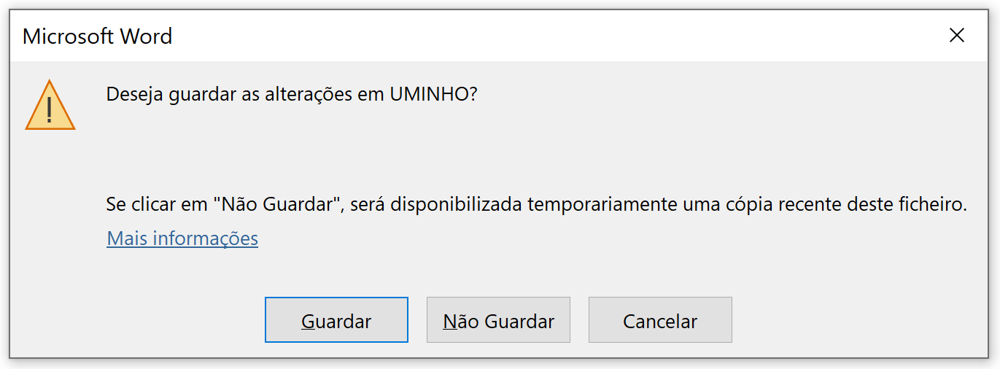 Microsoft Word
Deseja guardar as alterações em UMINHO?
Se clicar em "Não Guardar", será disponibilizada temporariamente uma cópia recente deste ficheiro.
Mais informações
Guardar Não Guardar Cancelar